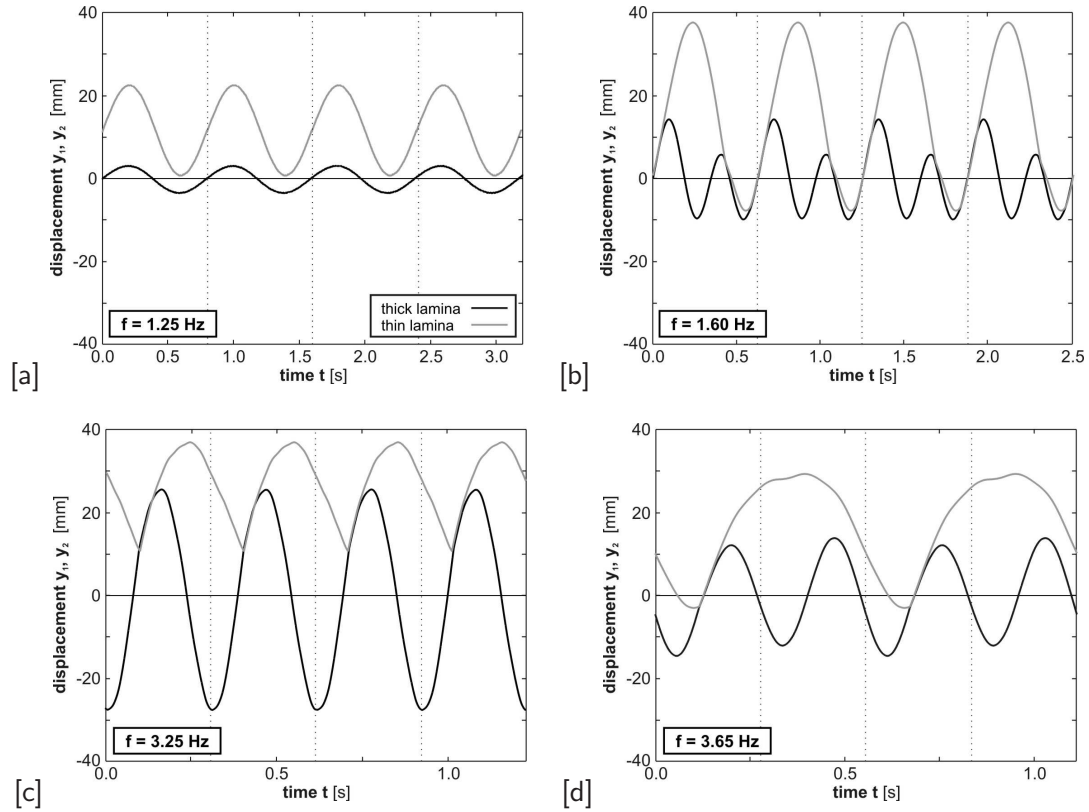 40
20
0
-20
-40
displacement y₁, y₂ [mm]
thick lamina
thin lamina
f = 1.25 Hz
0.0 0.5 1.0 1.5 2.0 2.5 3.0
time t [s]
[a]
40
20
0
-20
-40
displacement y₁, y₂ [mm]
f = 1.60 Hz
0.0 0.5 1.0 1.5 2.0 2.5
time t [s]
[b]
40
20
0
-20
-40
displacement y₁, y₂ [mm]
f = 3.25 Hz
0.0 0.5 1.0
time t [s]
[c]
40
20
0
-20
-40
displacement y₁, y₂ [mm]
f = 3.65 Hz
0.0 0.5 1.0
time t [s]
[d]